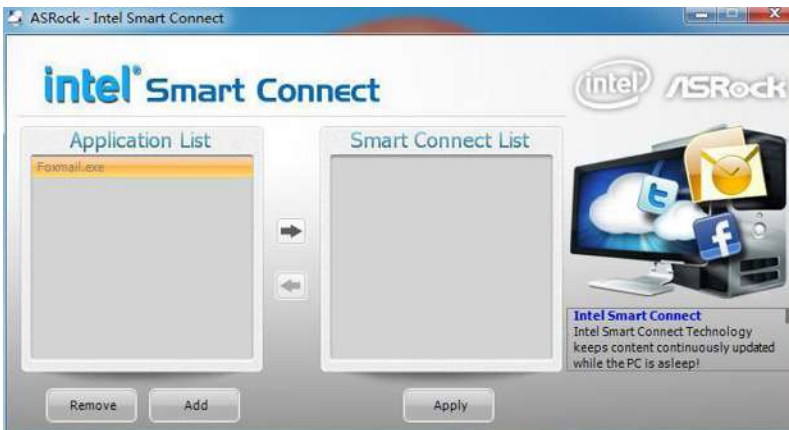 ASRock - Intel Smart Connect
intel® Smart Connect
intel ASRock
Application List
Foxmail.exe
Smart Connect List
Intel Smart Connect
Intel Smart Connect Technology
keeps content continuously updated
while the PC is asleep!
Remove Add Apply